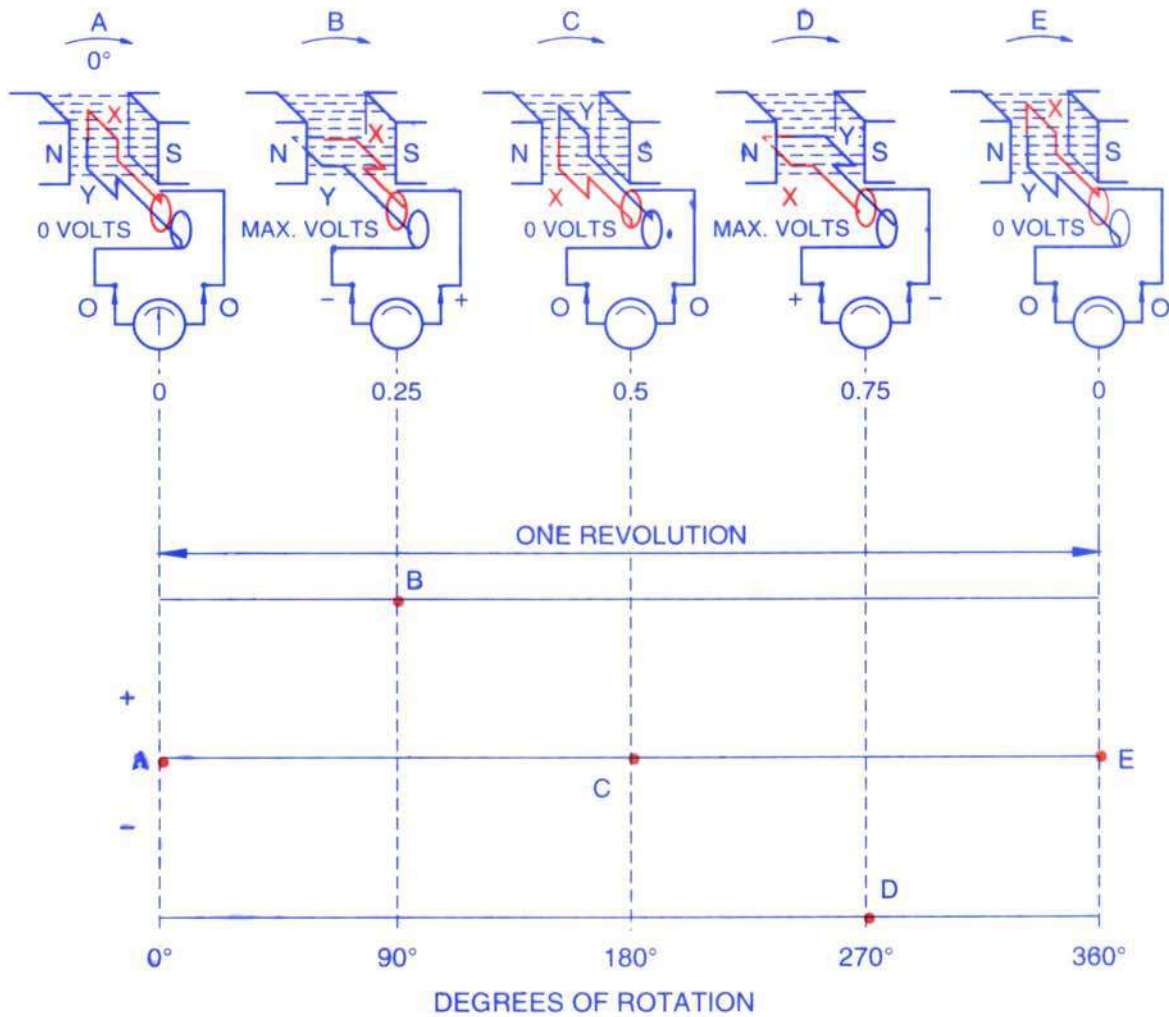 A B C D E
0°
X X Y Y X
N S N S N S N S N S
Y Y X X Y
0 VOLTS MAX. VOLTS 0 VOLTS MAX. VOLTS 0 VOLTS
O O - + O O + - O O
0 0.25 0.5 0.75 0
ONE REVOLUTION
B
+
A E
C
-
D
0° 90° 180° 270° 360°
DEGREES OF ROTATION